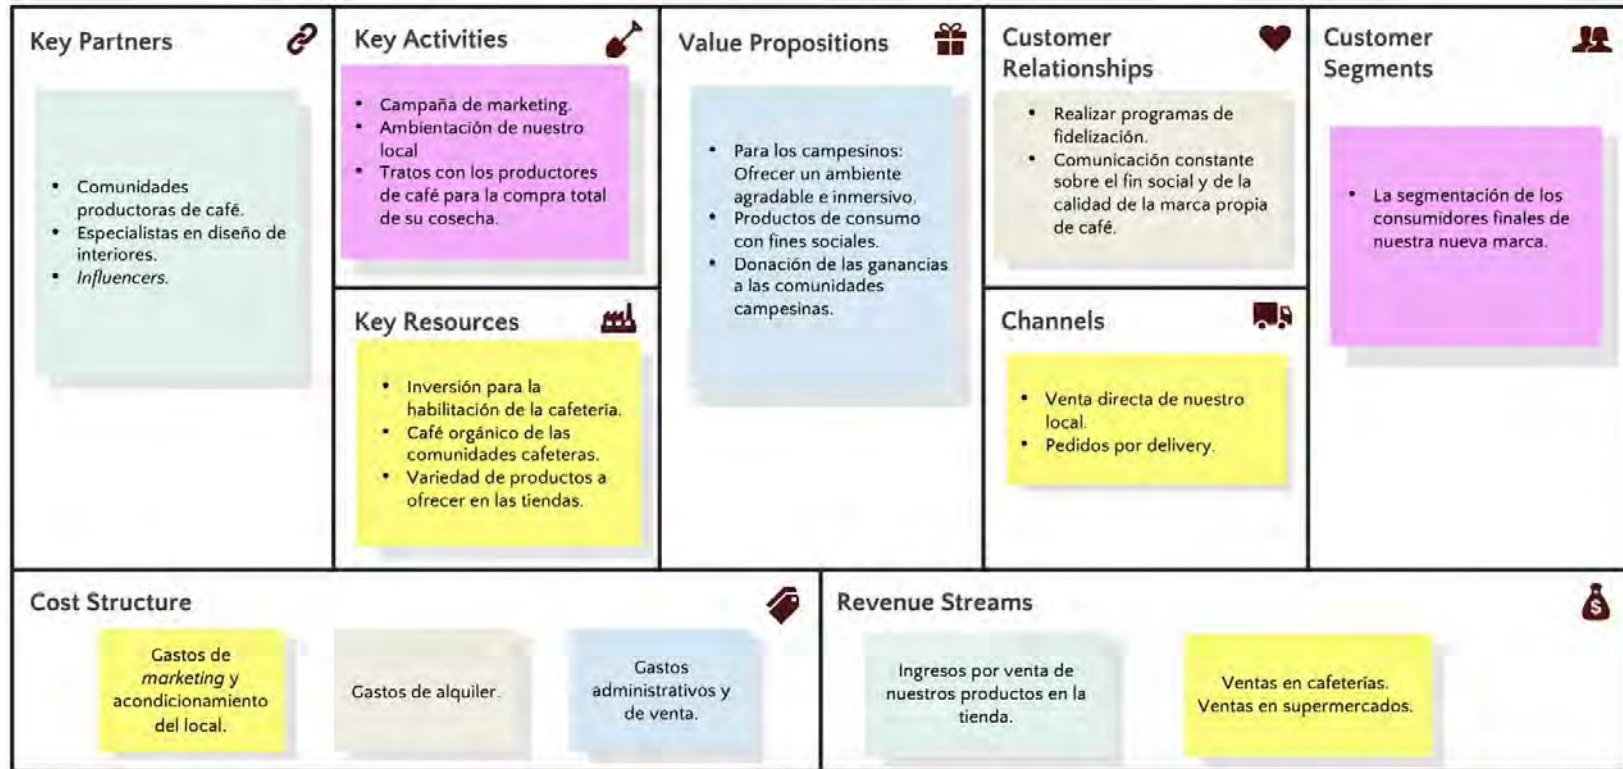 Key Partners
• Comunidades
productoras de café.
• Especialistas en diseño de
interiores.
• Influencers.
Key Activities
• Campaña de marketing.
• Ambientación de nuestro
local
• Tratos con los productores
de café para la compra total
de su cosecha.
Key Resources
• Inversión para la
habilitación de la cafetería.
• Café orgánico de las
comunidades cafeteras.
• Variedad de productos a
ofrecer en las tiendas.
Value Propositions
• Para los campesinos:
Ofrecer un ambiente
agradable e inmersivo.
• Productos de consumo
con fines sociales.
• Donación de las ganancias
a las comunidades
campesinas.
Customer
Relationships
• Realizar programas de
fidelización.
• Comunicación constante
sobre el fin social y de la
calidad de la marca propia
de café.
Channels
• Venta directa de nuestro
local.
• Pedidos por delivery.
Customer
Segments
• La segmentación de los
consumidores finales de
nuestra nueva marca.
Cost Structure
Gastos de
marketing y
acondicionamiento
del local.
Gastos de alquiler.
Gastos
administrativos y
de venta.
Revenue Streams
Ingresos por venta de
nuestros productos en la
tienda.
Ventas en cafeterías.
Ventas en supermercados.
$